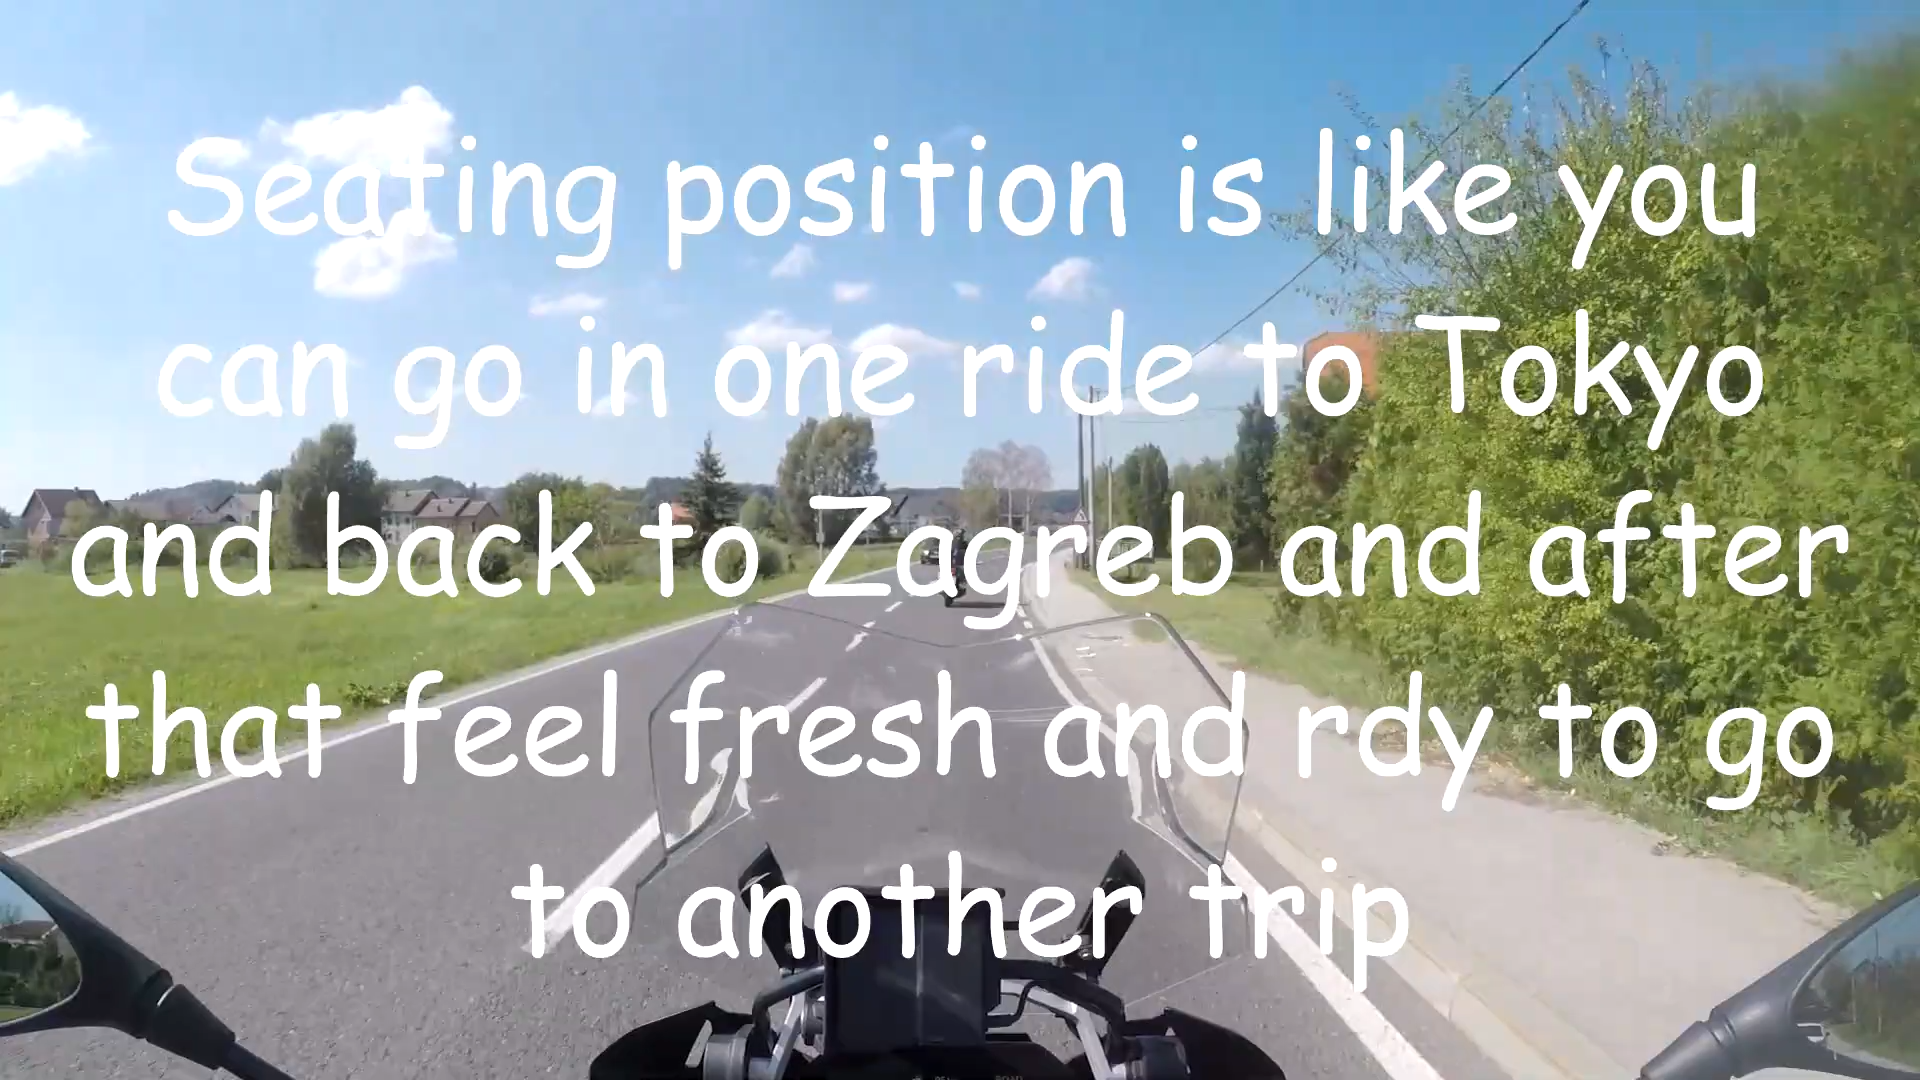 Seating position is like you
can go in one ride to Tokyo
and back to Zagreb and after
that feel fresh and rdy to go
to another trip